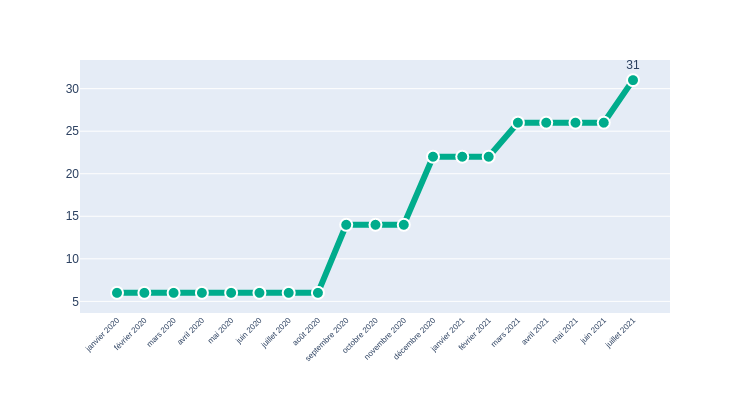 31
30
25
20
15
10
5
janvier 2020
février 2020
mars 2020
avril 2020
mai 2020
juin 2020
juillet 2020
août 2020
septembre 2020
octobre 2020
novembre 2020
décembre 2020
janvier 2021
février 2021
mars 2021
avril 2021
mai 2021
juin 2021
juillet 2021